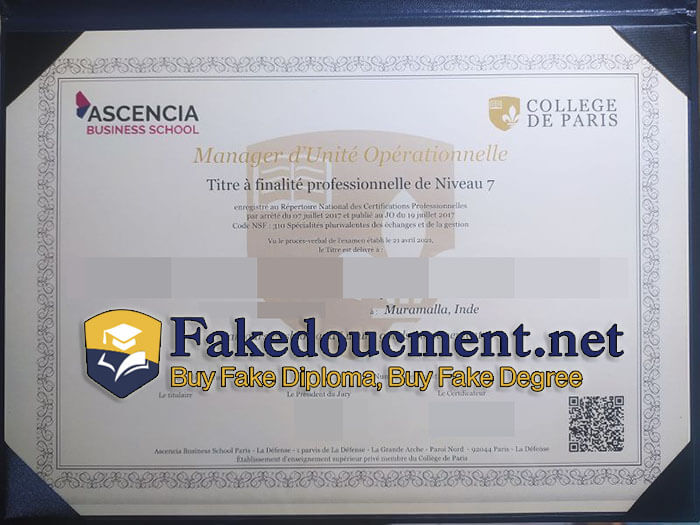 ASCENCIA
BUSINESS SCHOOL
COLLEGE
DE PARIS
Manager d'Unité Opérationnelle
Titre à finalité professionnelle de Niveau 7
enregistré au Répertoire National des Certifications Professionnelles
par arrêté du 07 juillet 2017 et publié au JO du 19 juillet 2017
Code NSF : 310 Spécialités plurivalentes des échanges et de la gestion
Vu le procès-verbal de l'examen établi le 21 avril 2021,
le Titre est délivré à :
à : Muramalla, Inde
Fakedoucment.net
Buy Fake Diploma, Buy Fake Degree
Le titulaire
Le Président du Jury
Le Certificateur
Ascencia Business School Paris - La Défense - 1 parvis de La Défense - La Grande Arche - Paroi Nord - 92044 Paris - La Défense
Établissement d'enseignement supérieur privé membre du Collège de Paris